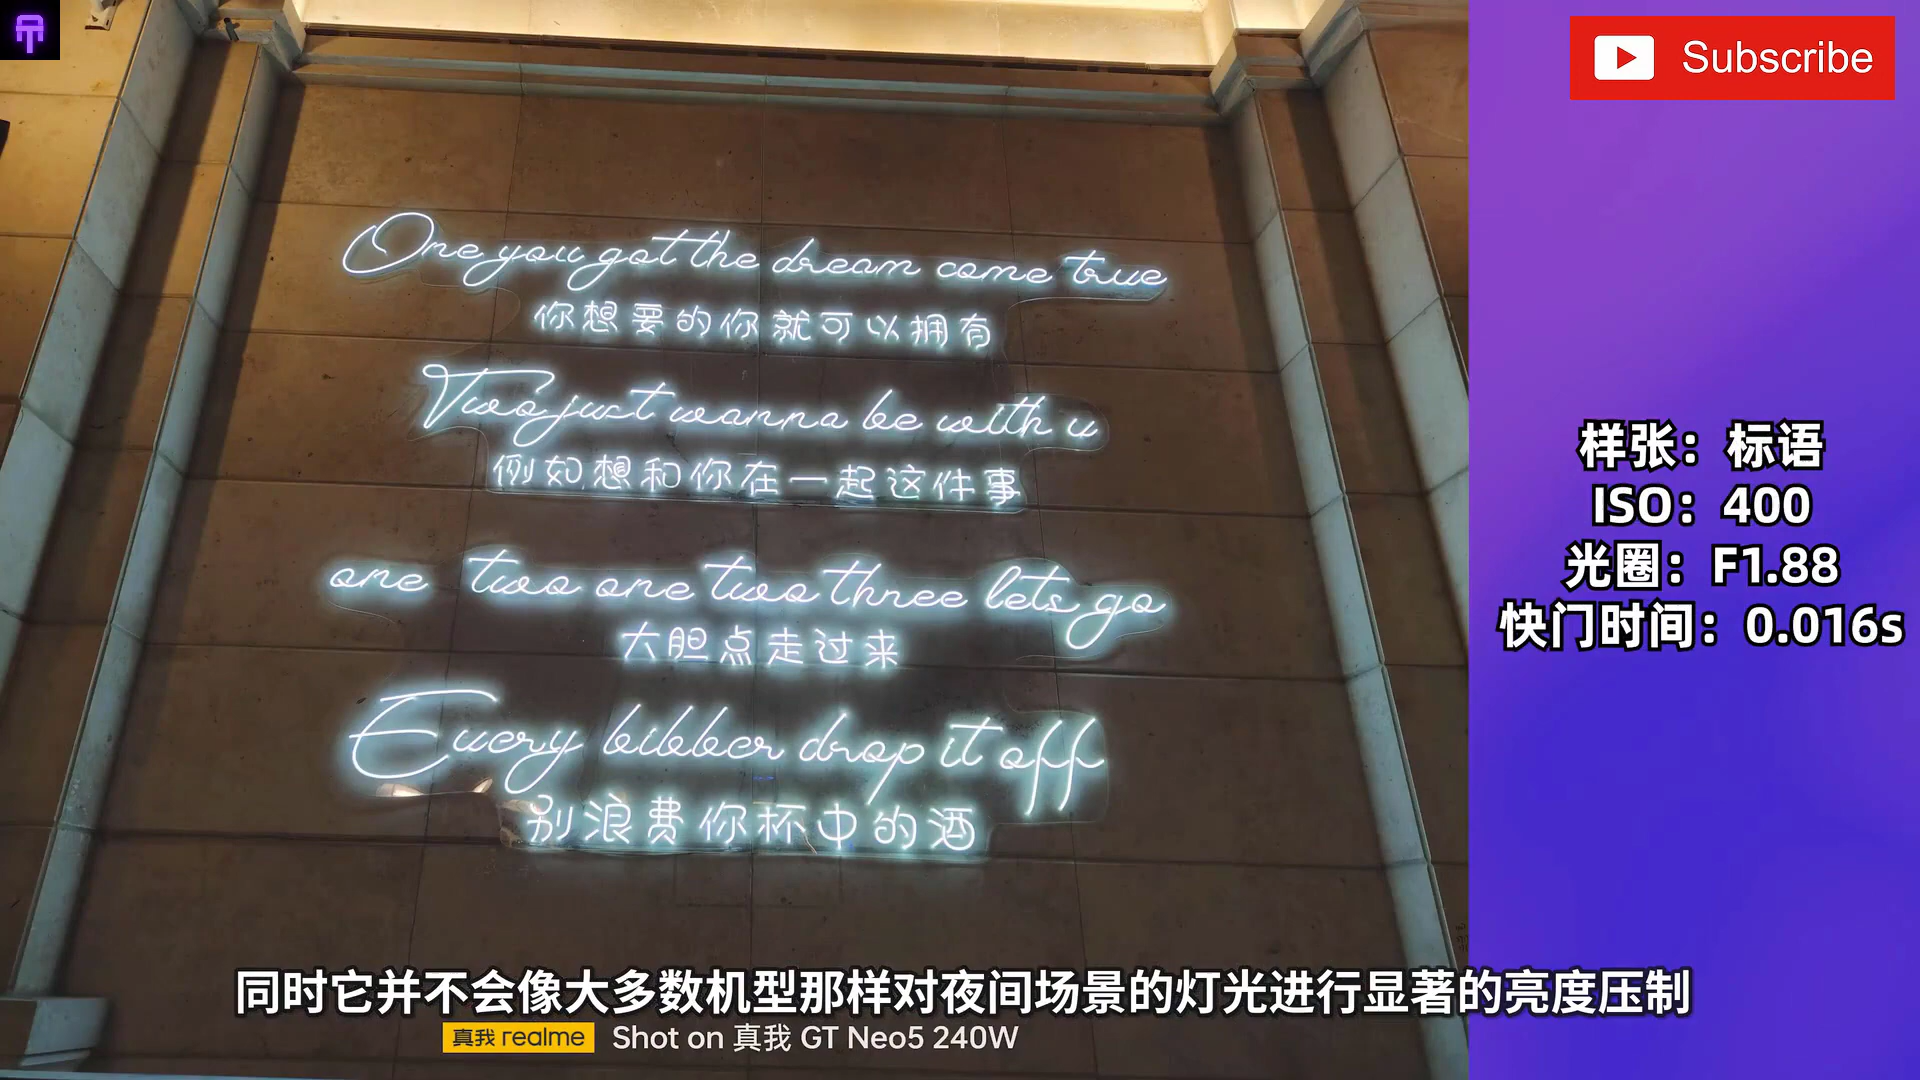 Subscribe
One you got the dream come true
你想要的你就可以拥有
Two just wanna be with u
例如想和你在一起这件事
one two one two three lets go
大胆点走过来
Every bibber drop it off
别浪费你杯中的酒
样张：标语
ISO：400
光圈：F1.88
快门时间：0.016s
同时它并不会像大多数机型那样对夜间场景的灯光进行显著的亮度压制
真我 realme Shot on 真我 GT Neo5 240W